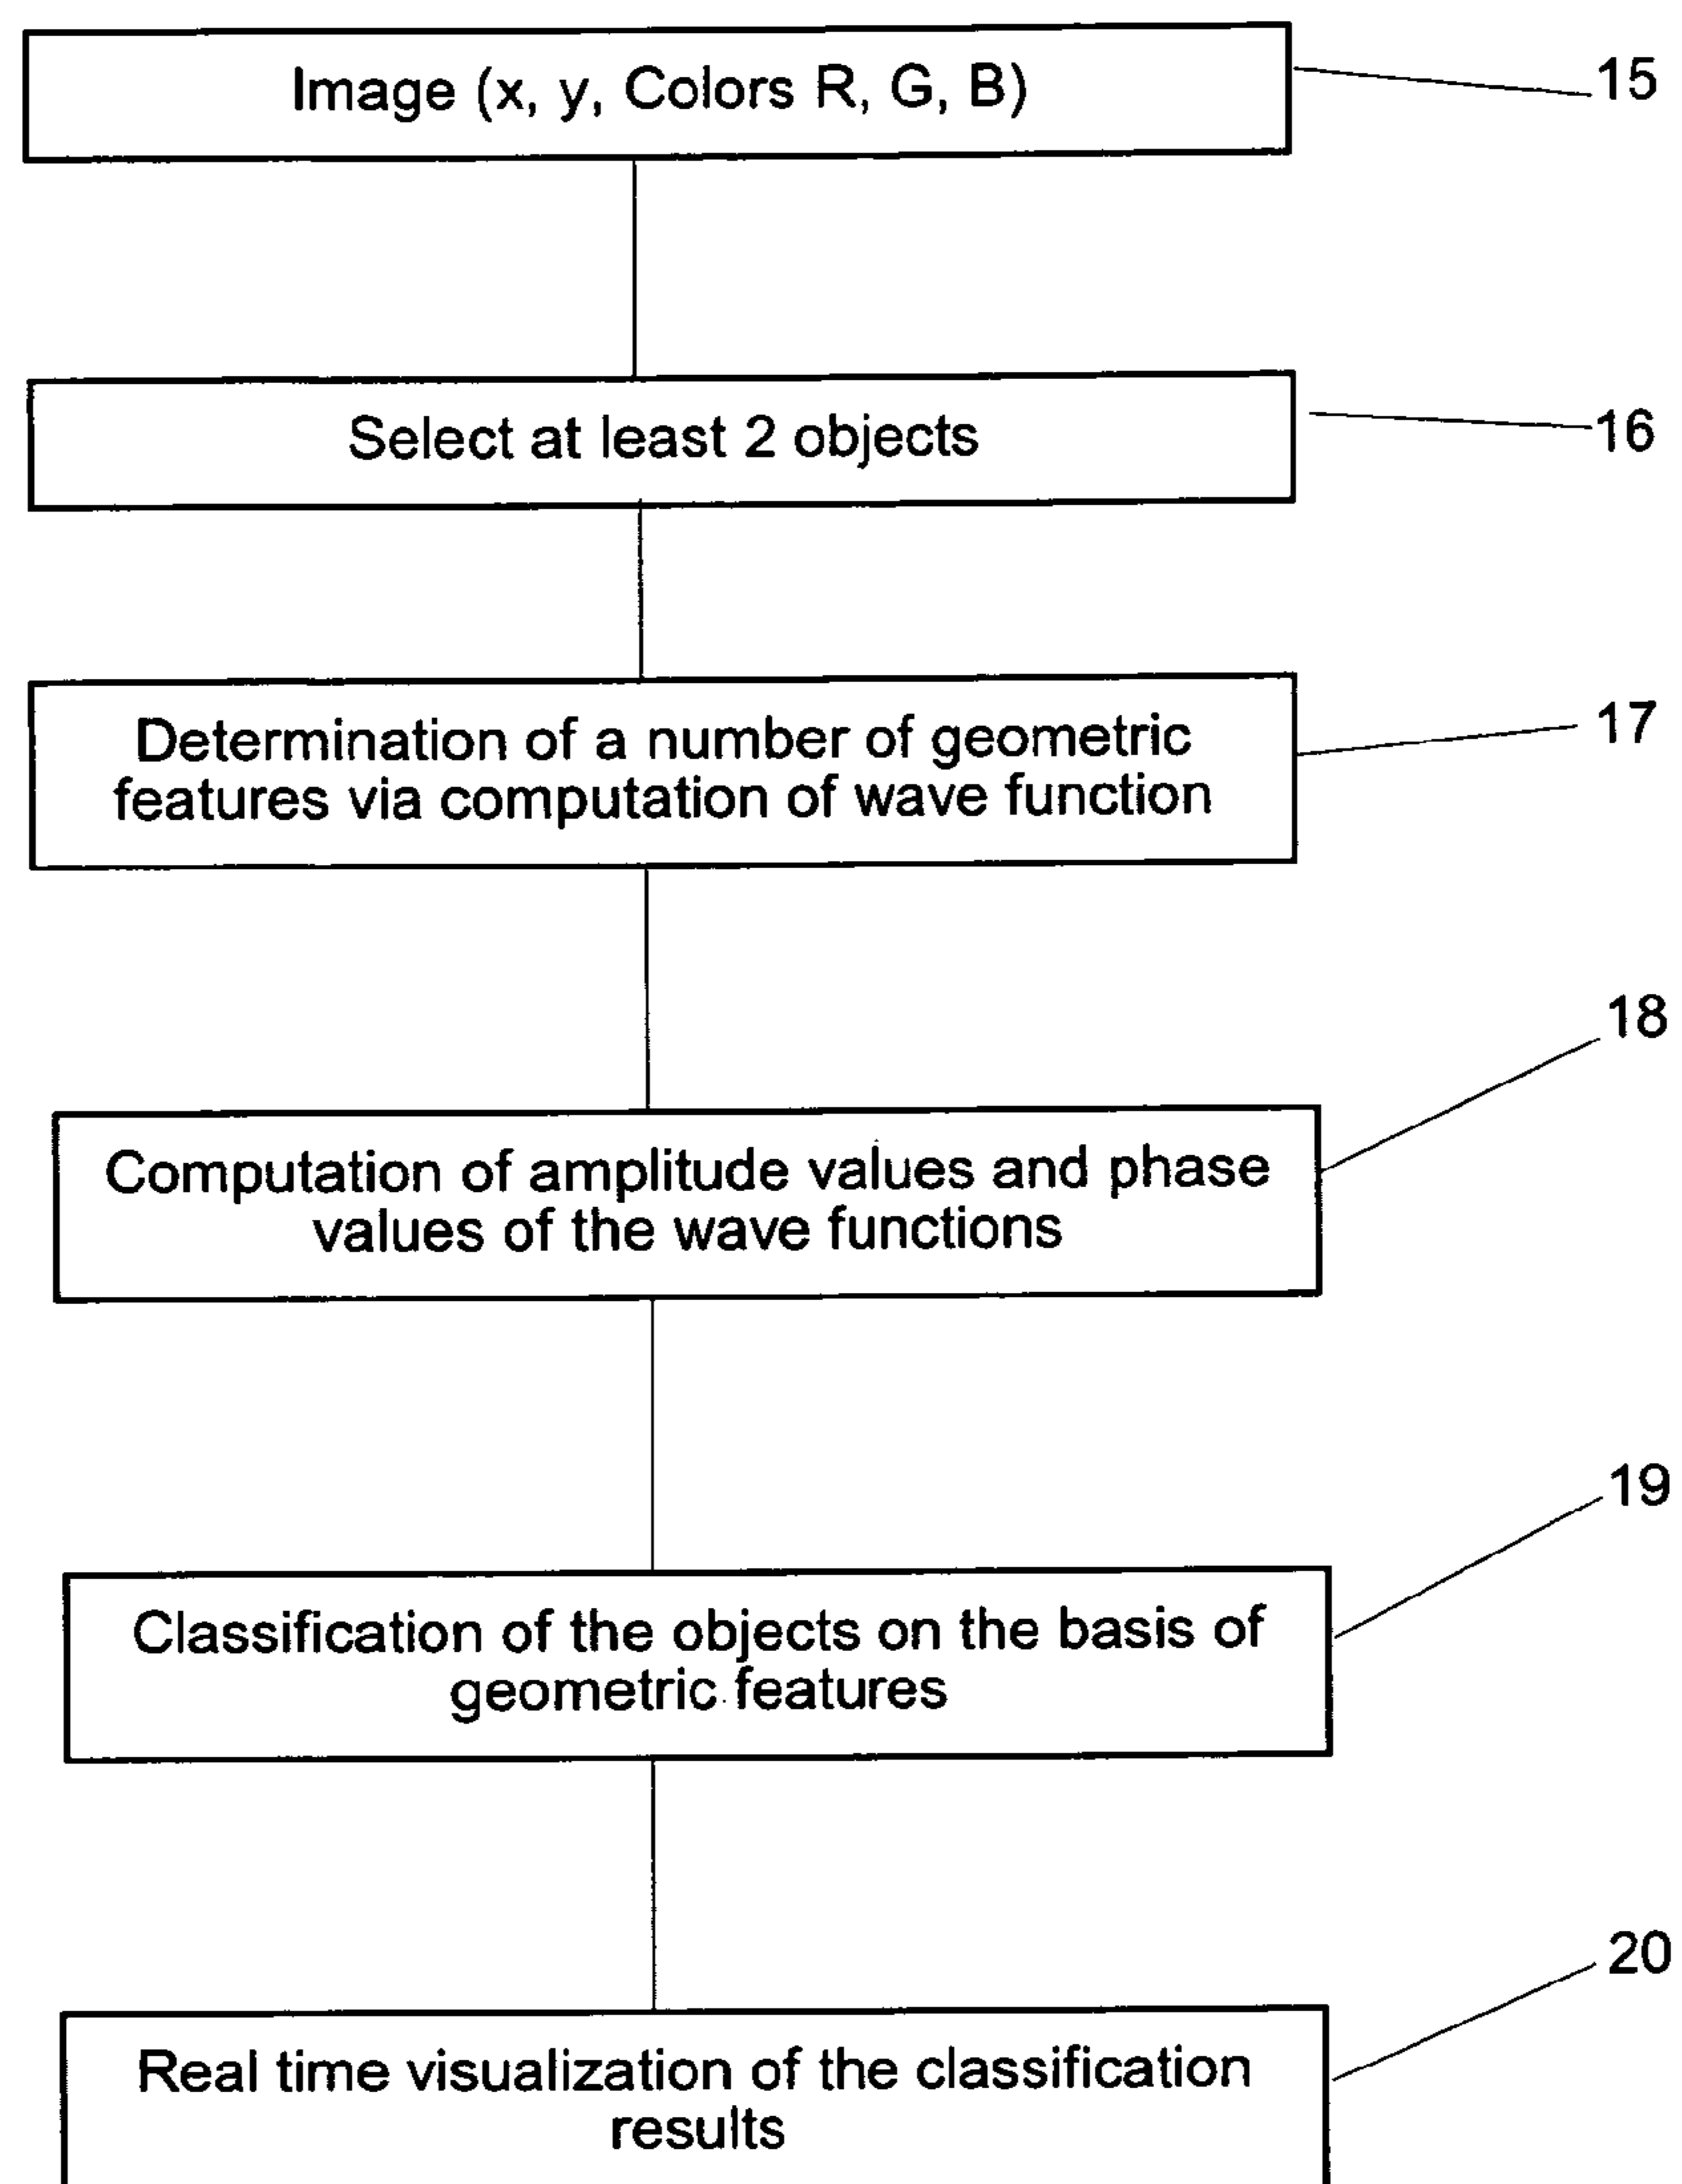 Image (x, y, Colors R, G, B)
15
Select at least 2 objects
16
Determination of a number of geometric
features via computation of wave function
17
18
Computation of amplitude values and phase
values of the wave functions
19
Classification of the objects on the basis of
geometric features
20
Real time visualization of the classification
results